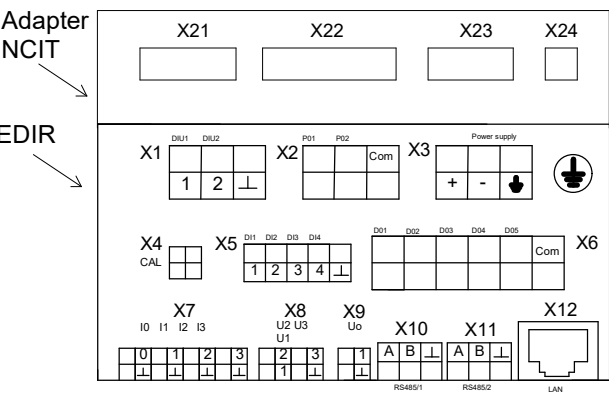 Adapter
NCIT
X21 X22 X23 X24
EDIR
DIU1 DIU2 P01 P02 Power supply
X1 X2 Com X3
1 2 ⊥ + -
X4 X5 DI1 DI2 DI3 DI4 D01 D02 D03 D04 D05 X6
CAL Com
1 2 3 4 ⊥
X7 X8 X9 X10 X11 X12
I0 I1 I2 I3 U2 U3 Uo
U1
0 1 2 3 2 3 1 A B ⊥ A B ⊥
⊥ ⊥ ⊥ ⊥ 1 ⊥ ⊥
RS485/1 RS485/2 LAN